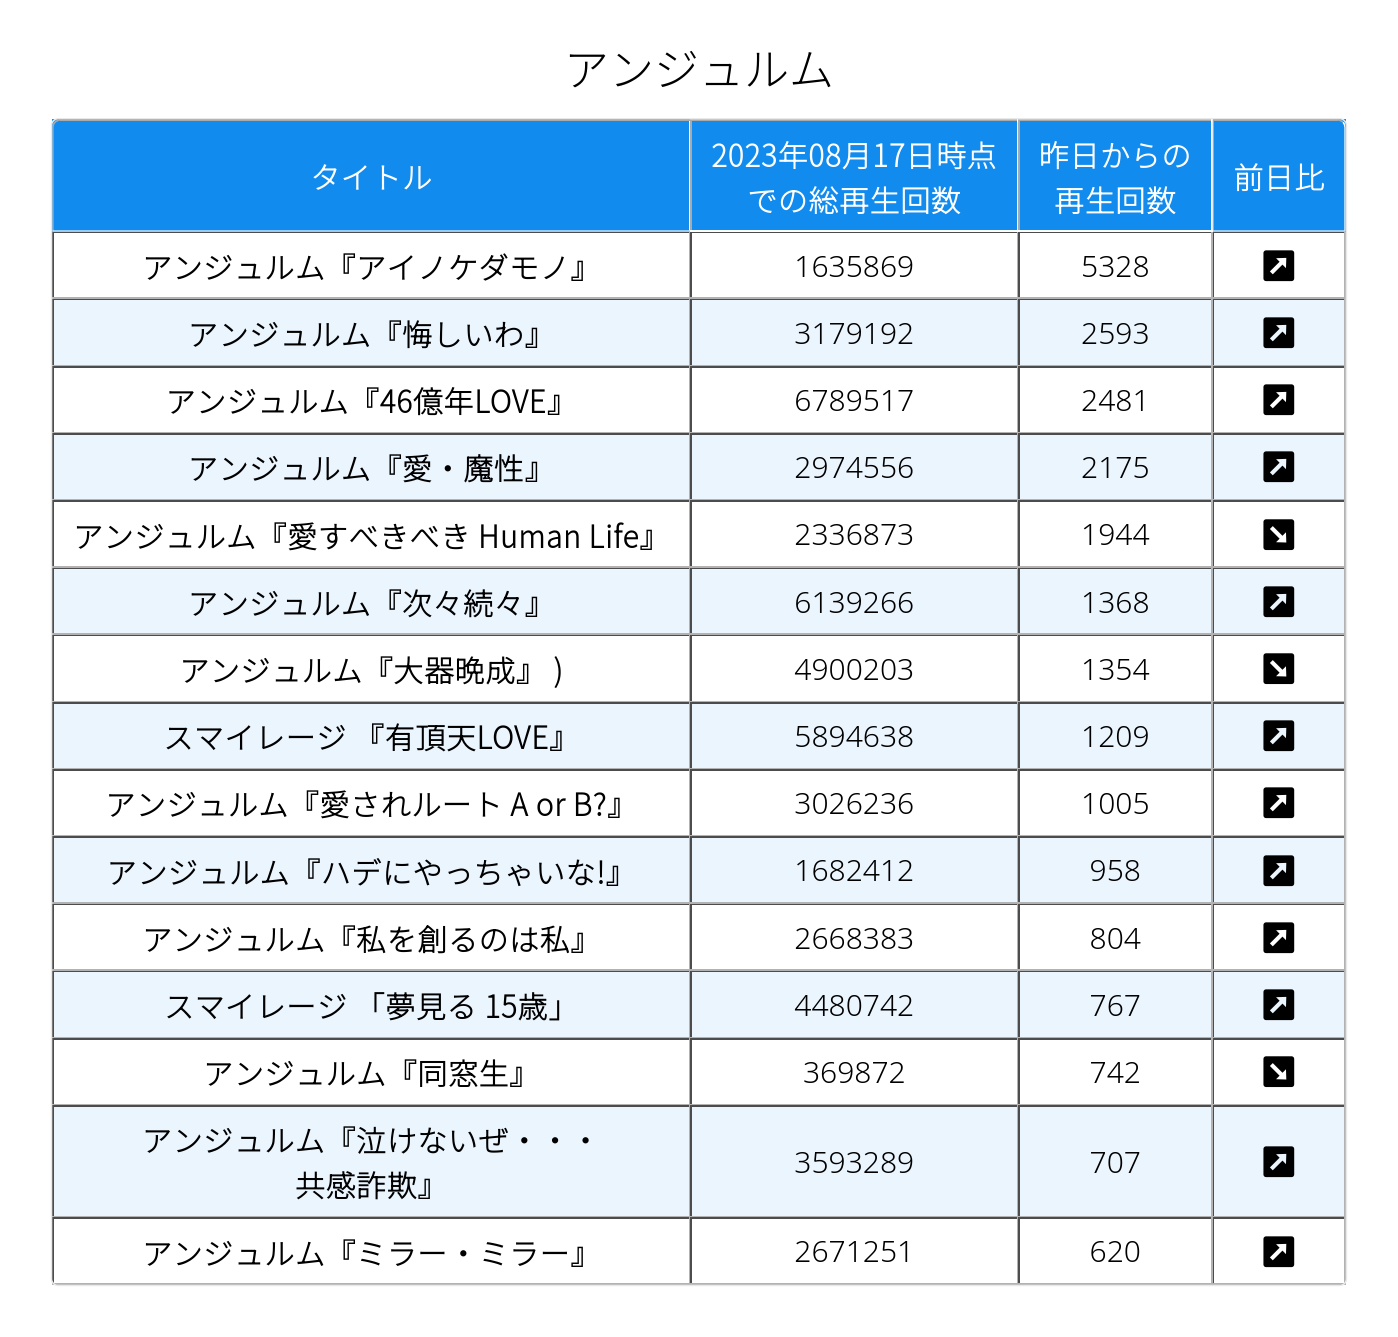 アンジュルム
タイトル 2023年08月17日時点での総再生回数 昨日からの再生回数 前日比
アンジュルム『アイノケダモノ』 1635869 5328
アンジュルム『悔しいわ』 3179192 2593
アンジュルム『46億年LOVE』 6789517 2481
アンジュルム『愛・魔性』 2974556 2175
アンジュルム『愛すべきべき Human Life』 2336873 1944
アンジュルム『次々続々』 6139266 1368
アンジュルム『大器晩成』 ) 4900203 1354
スマイレージ 『有頂天LOVE』 5894638 1209
アンジュルム『愛されルート A or B?』 3026236 1005
アンジュルム『ハデにやっちゃいな!』 1682412 958
アンジュルム『私を創るのは私』 2668383 804
スマイレージ 「夢見る 15歳」 4480742 767
アンジュルム『同窓生』 369872 742
アンジュルム『泣けないぜ・・・共感詐欺』 3593289 707
アンジュルム『ミラー・ミラー』 2671251 620